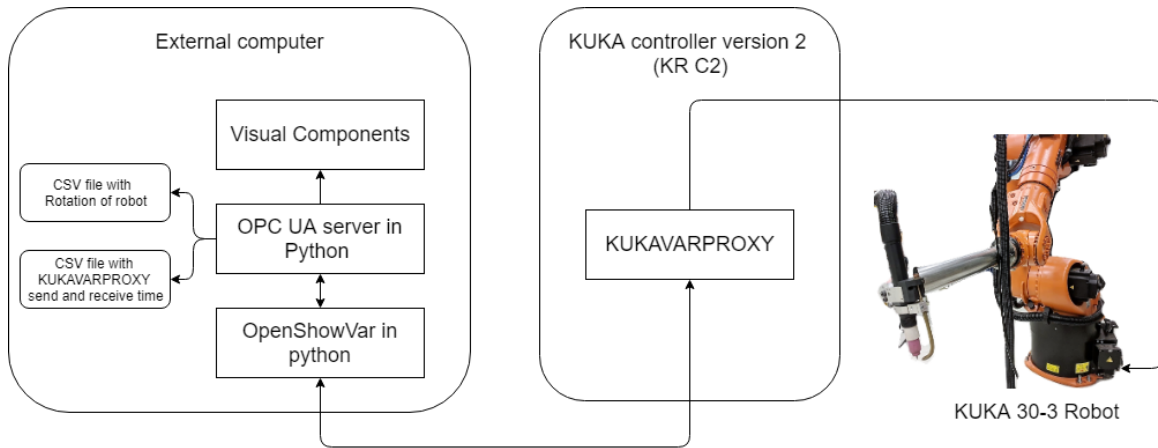 External computer
Visual Components
CSV file with
Rotation of robot
OPC UA server in
Python
CSV file with
KUKAVARPROXY
send and receive time
OpenShowVar in
python
KUKA controller version 2
(KR C2)
KUKAVARPROXY
KUKA 30-3 Robot